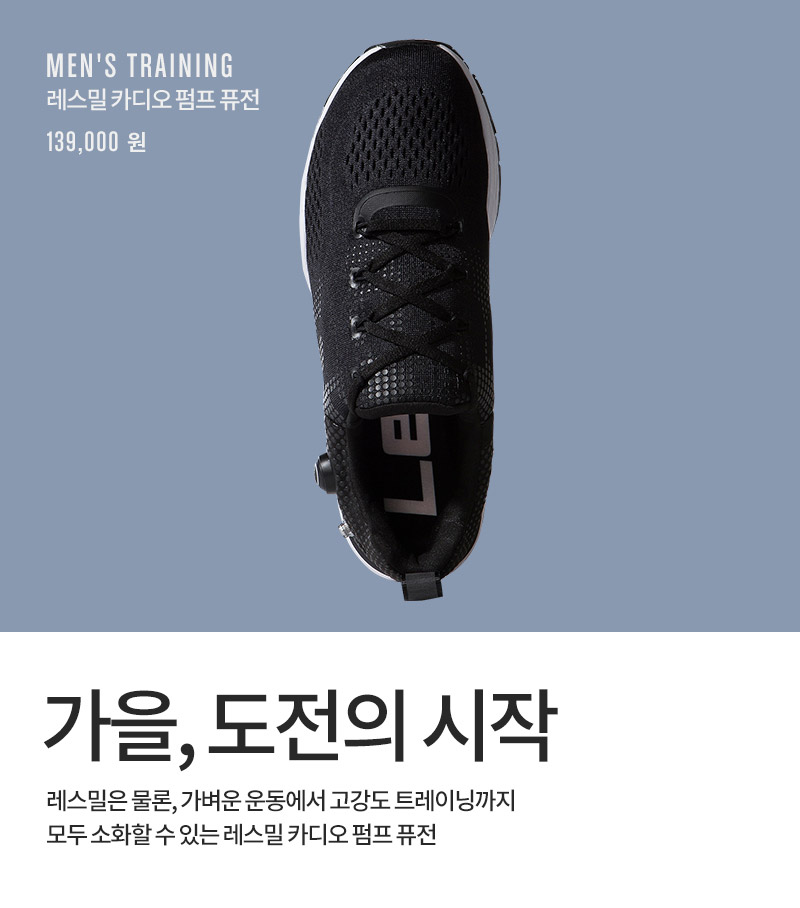 MEN'S TRAINING
레스밀 카디오 펌프 퓨전
139,000 원
Le
가을, 도전의 시작
레스밀은 물론, 가벼운 운동에서 고강도 트레이닝까지
모두 소화할 수 있는 레스밀 카디오 펌프 퓨전